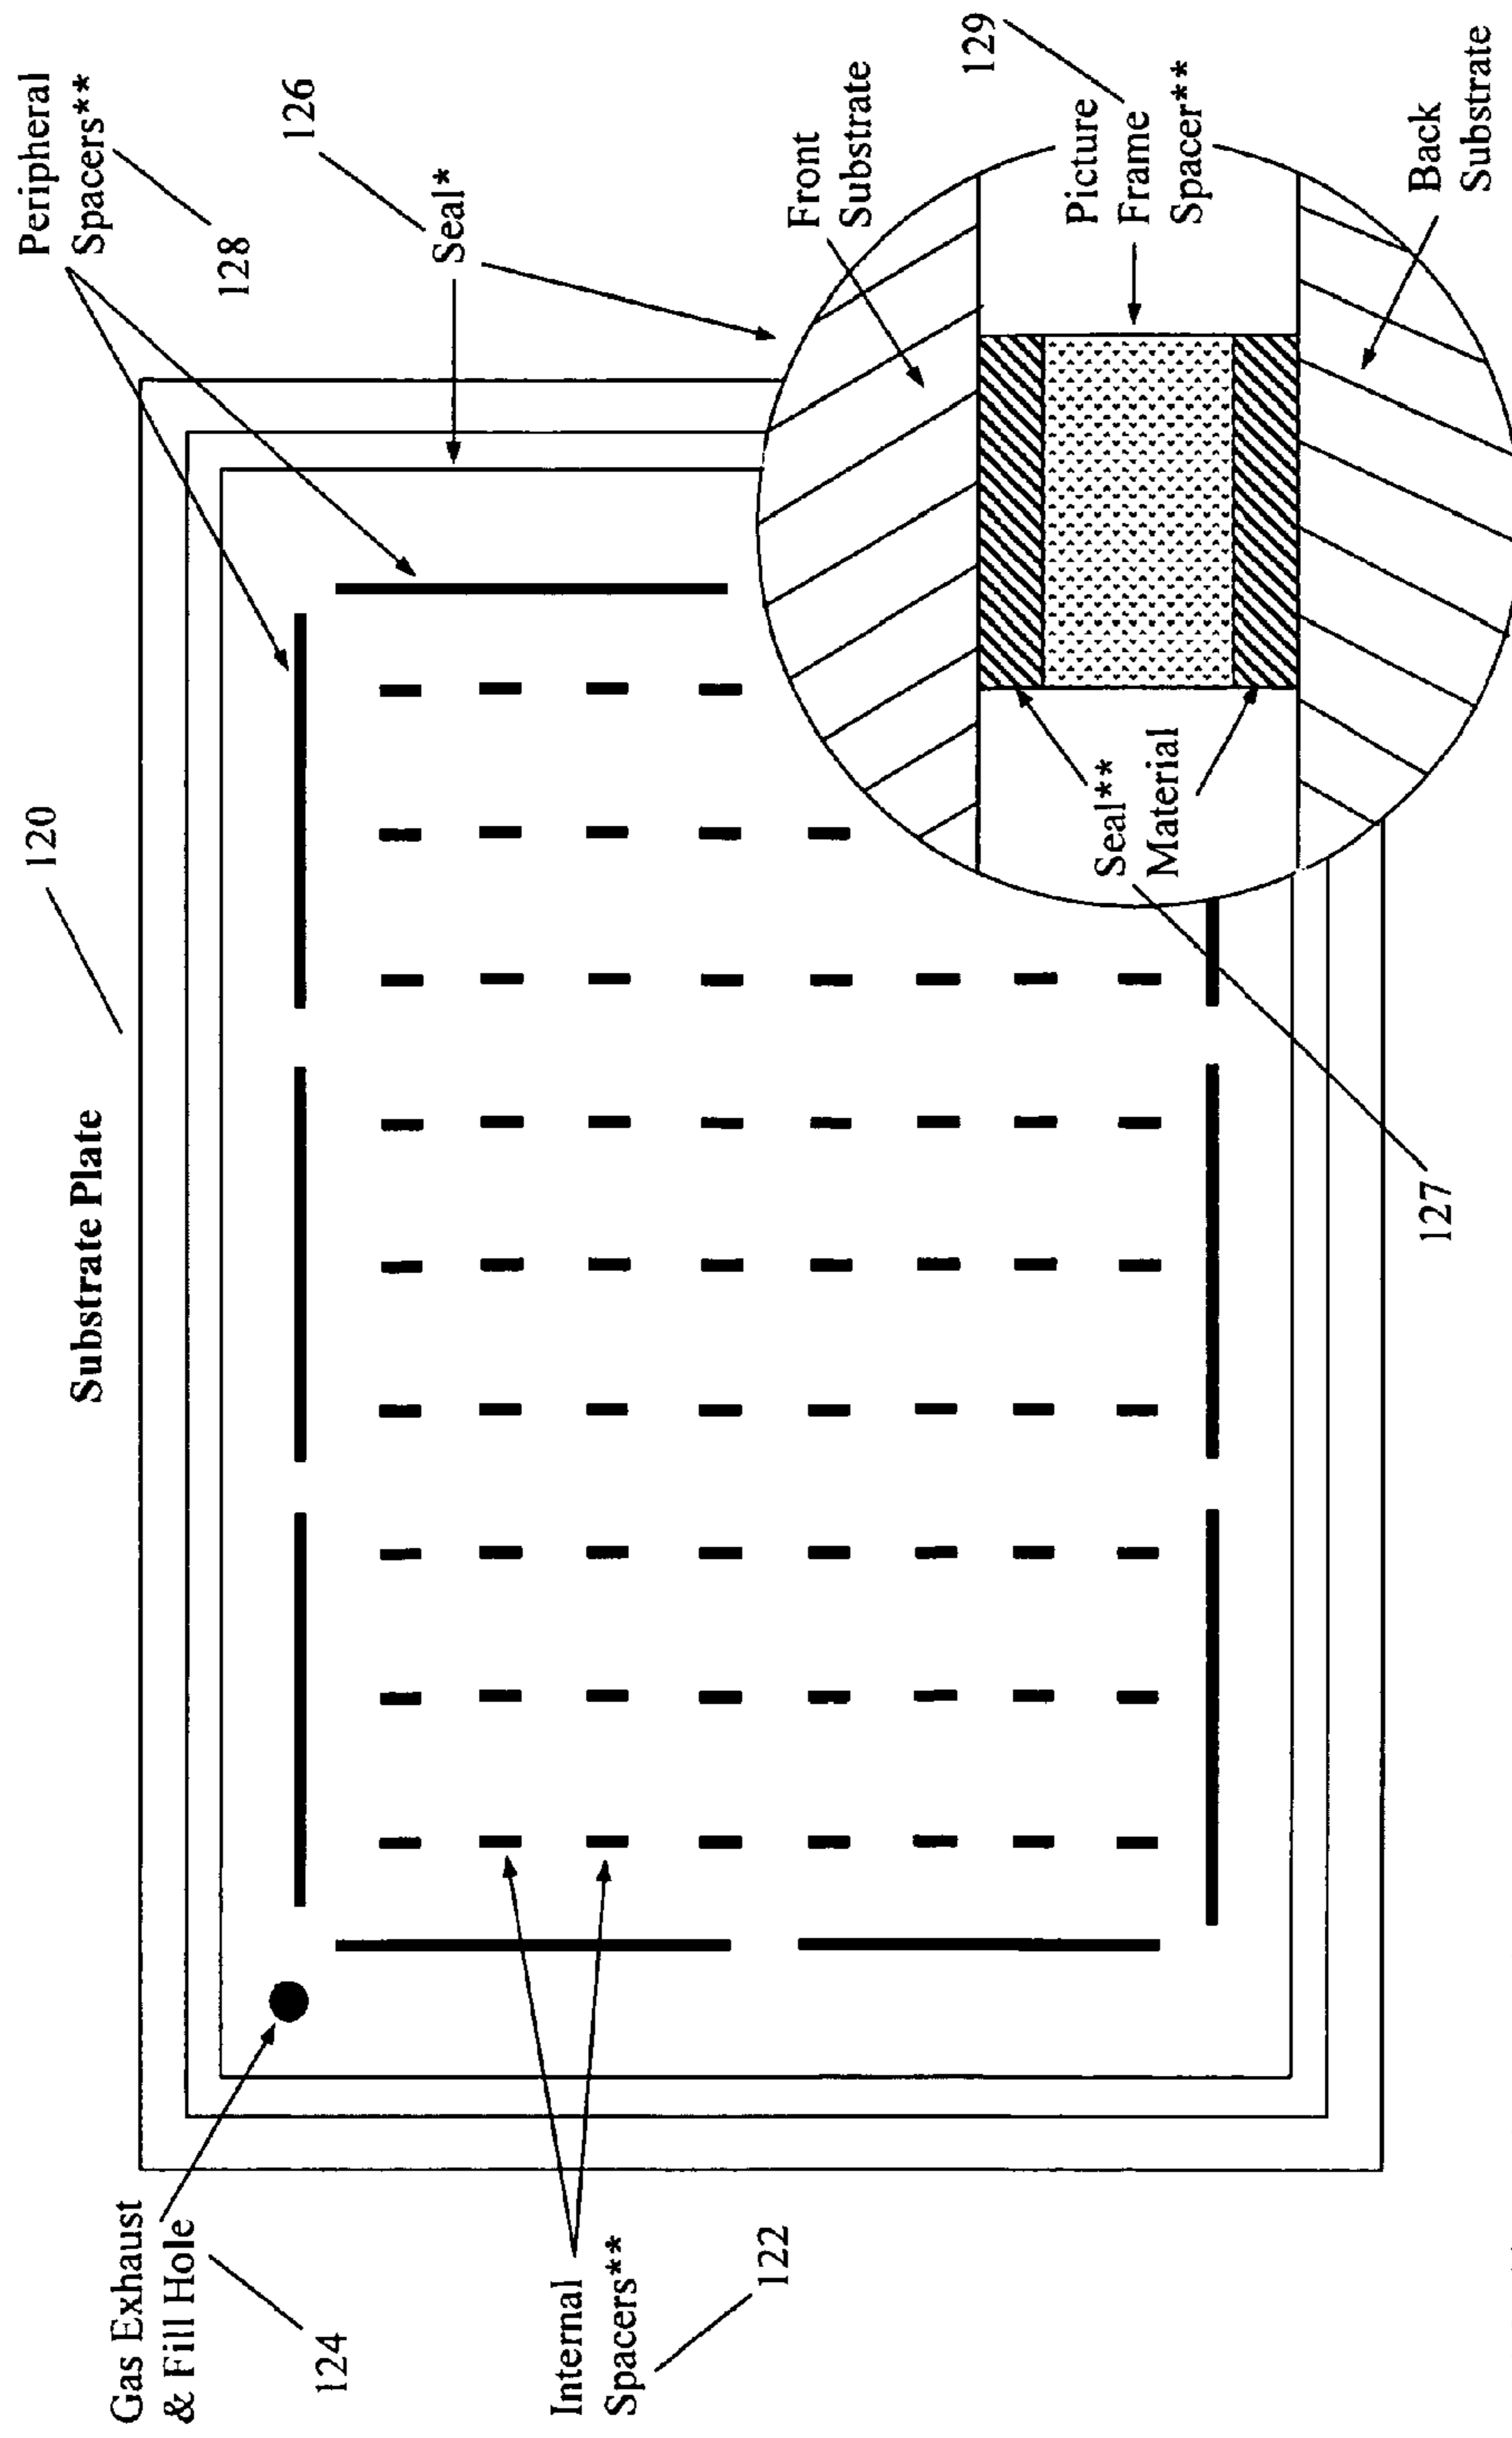 Substrate Plate
120
Gas Exhaust
& Fill Hole
124
Internal
Spacers**
122
Peripheral
Spacers**
128
Seal*
126
Front
Substrate
Picture
Frame
Spacer**
129
Seal**
Material
127
Back
Substrate